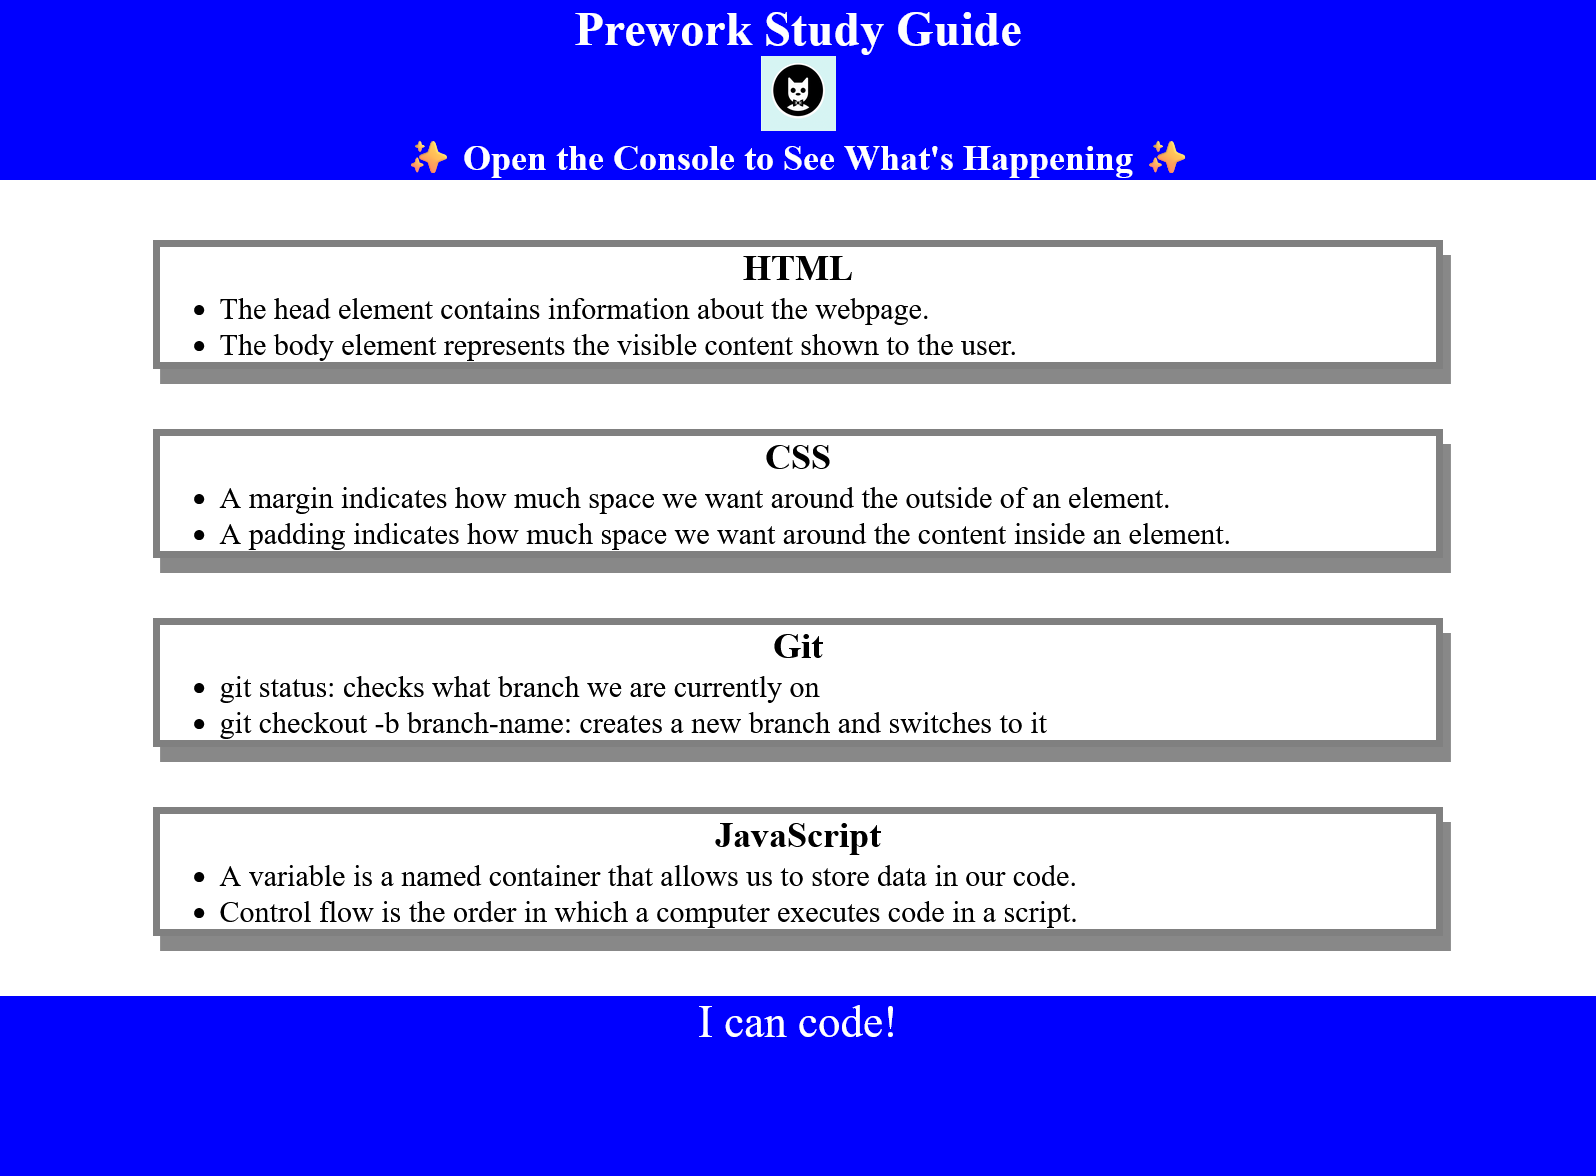 Prework Study Guide
✨ Open the Console to See What's Happening ✨
HTML
• The head element contains information about the webpage.
• The body element represents the visible content shown to the user.
CSS
• A margin indicates how much space we want around the outside of an element.
• A padding indicates how much space we want around the content inside an element.
Git
• git status: checks what branch we are currently on
• git checkout -b branch-name: creates a new branch and switches to it
JavaScript
• A variable is a named container that allows us to store data in our code.
• Control flow is the order in which a computer executes code in a script.
I can code!